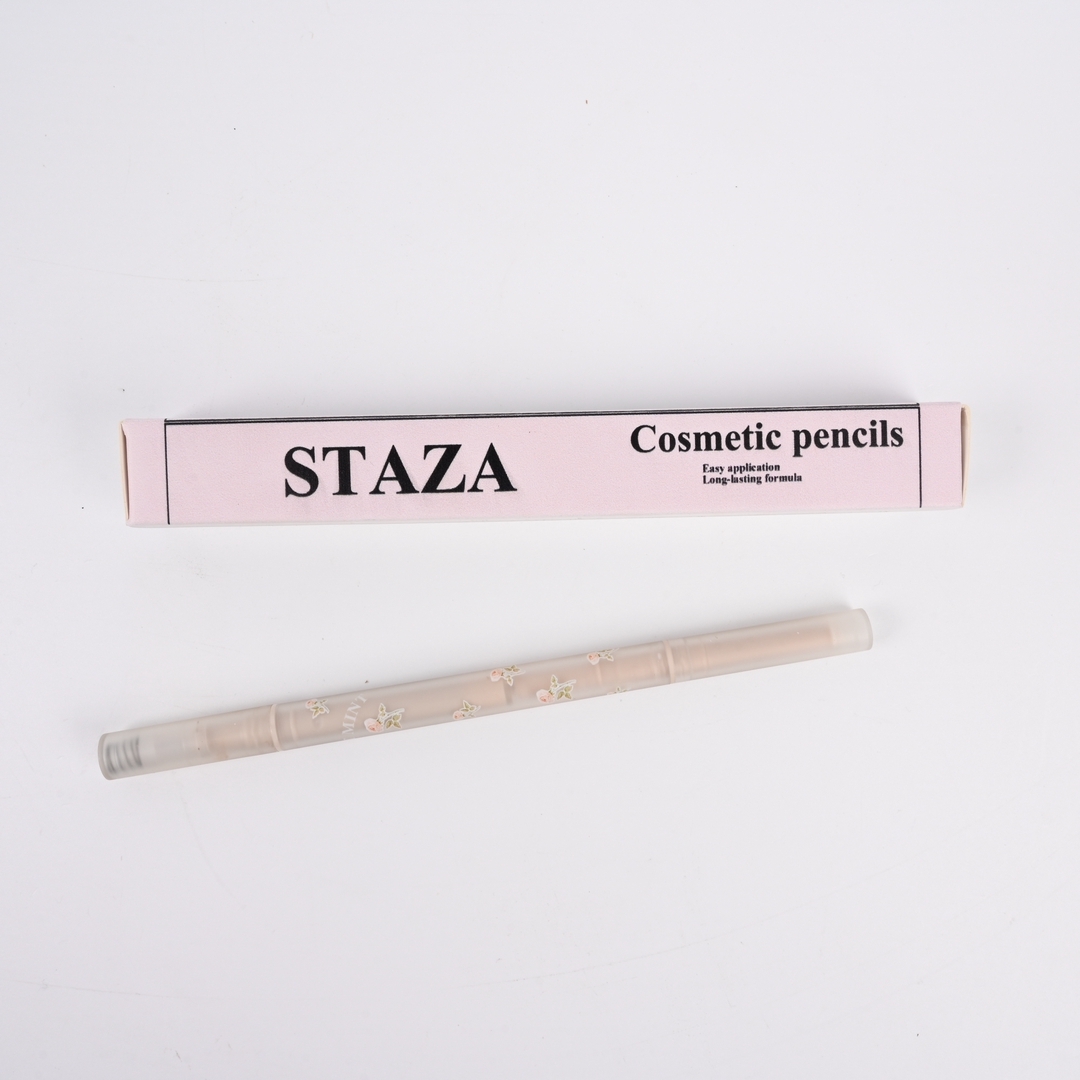 STAZA
Cosmetic pencils
Easy application
Long-lasting formula
MINI